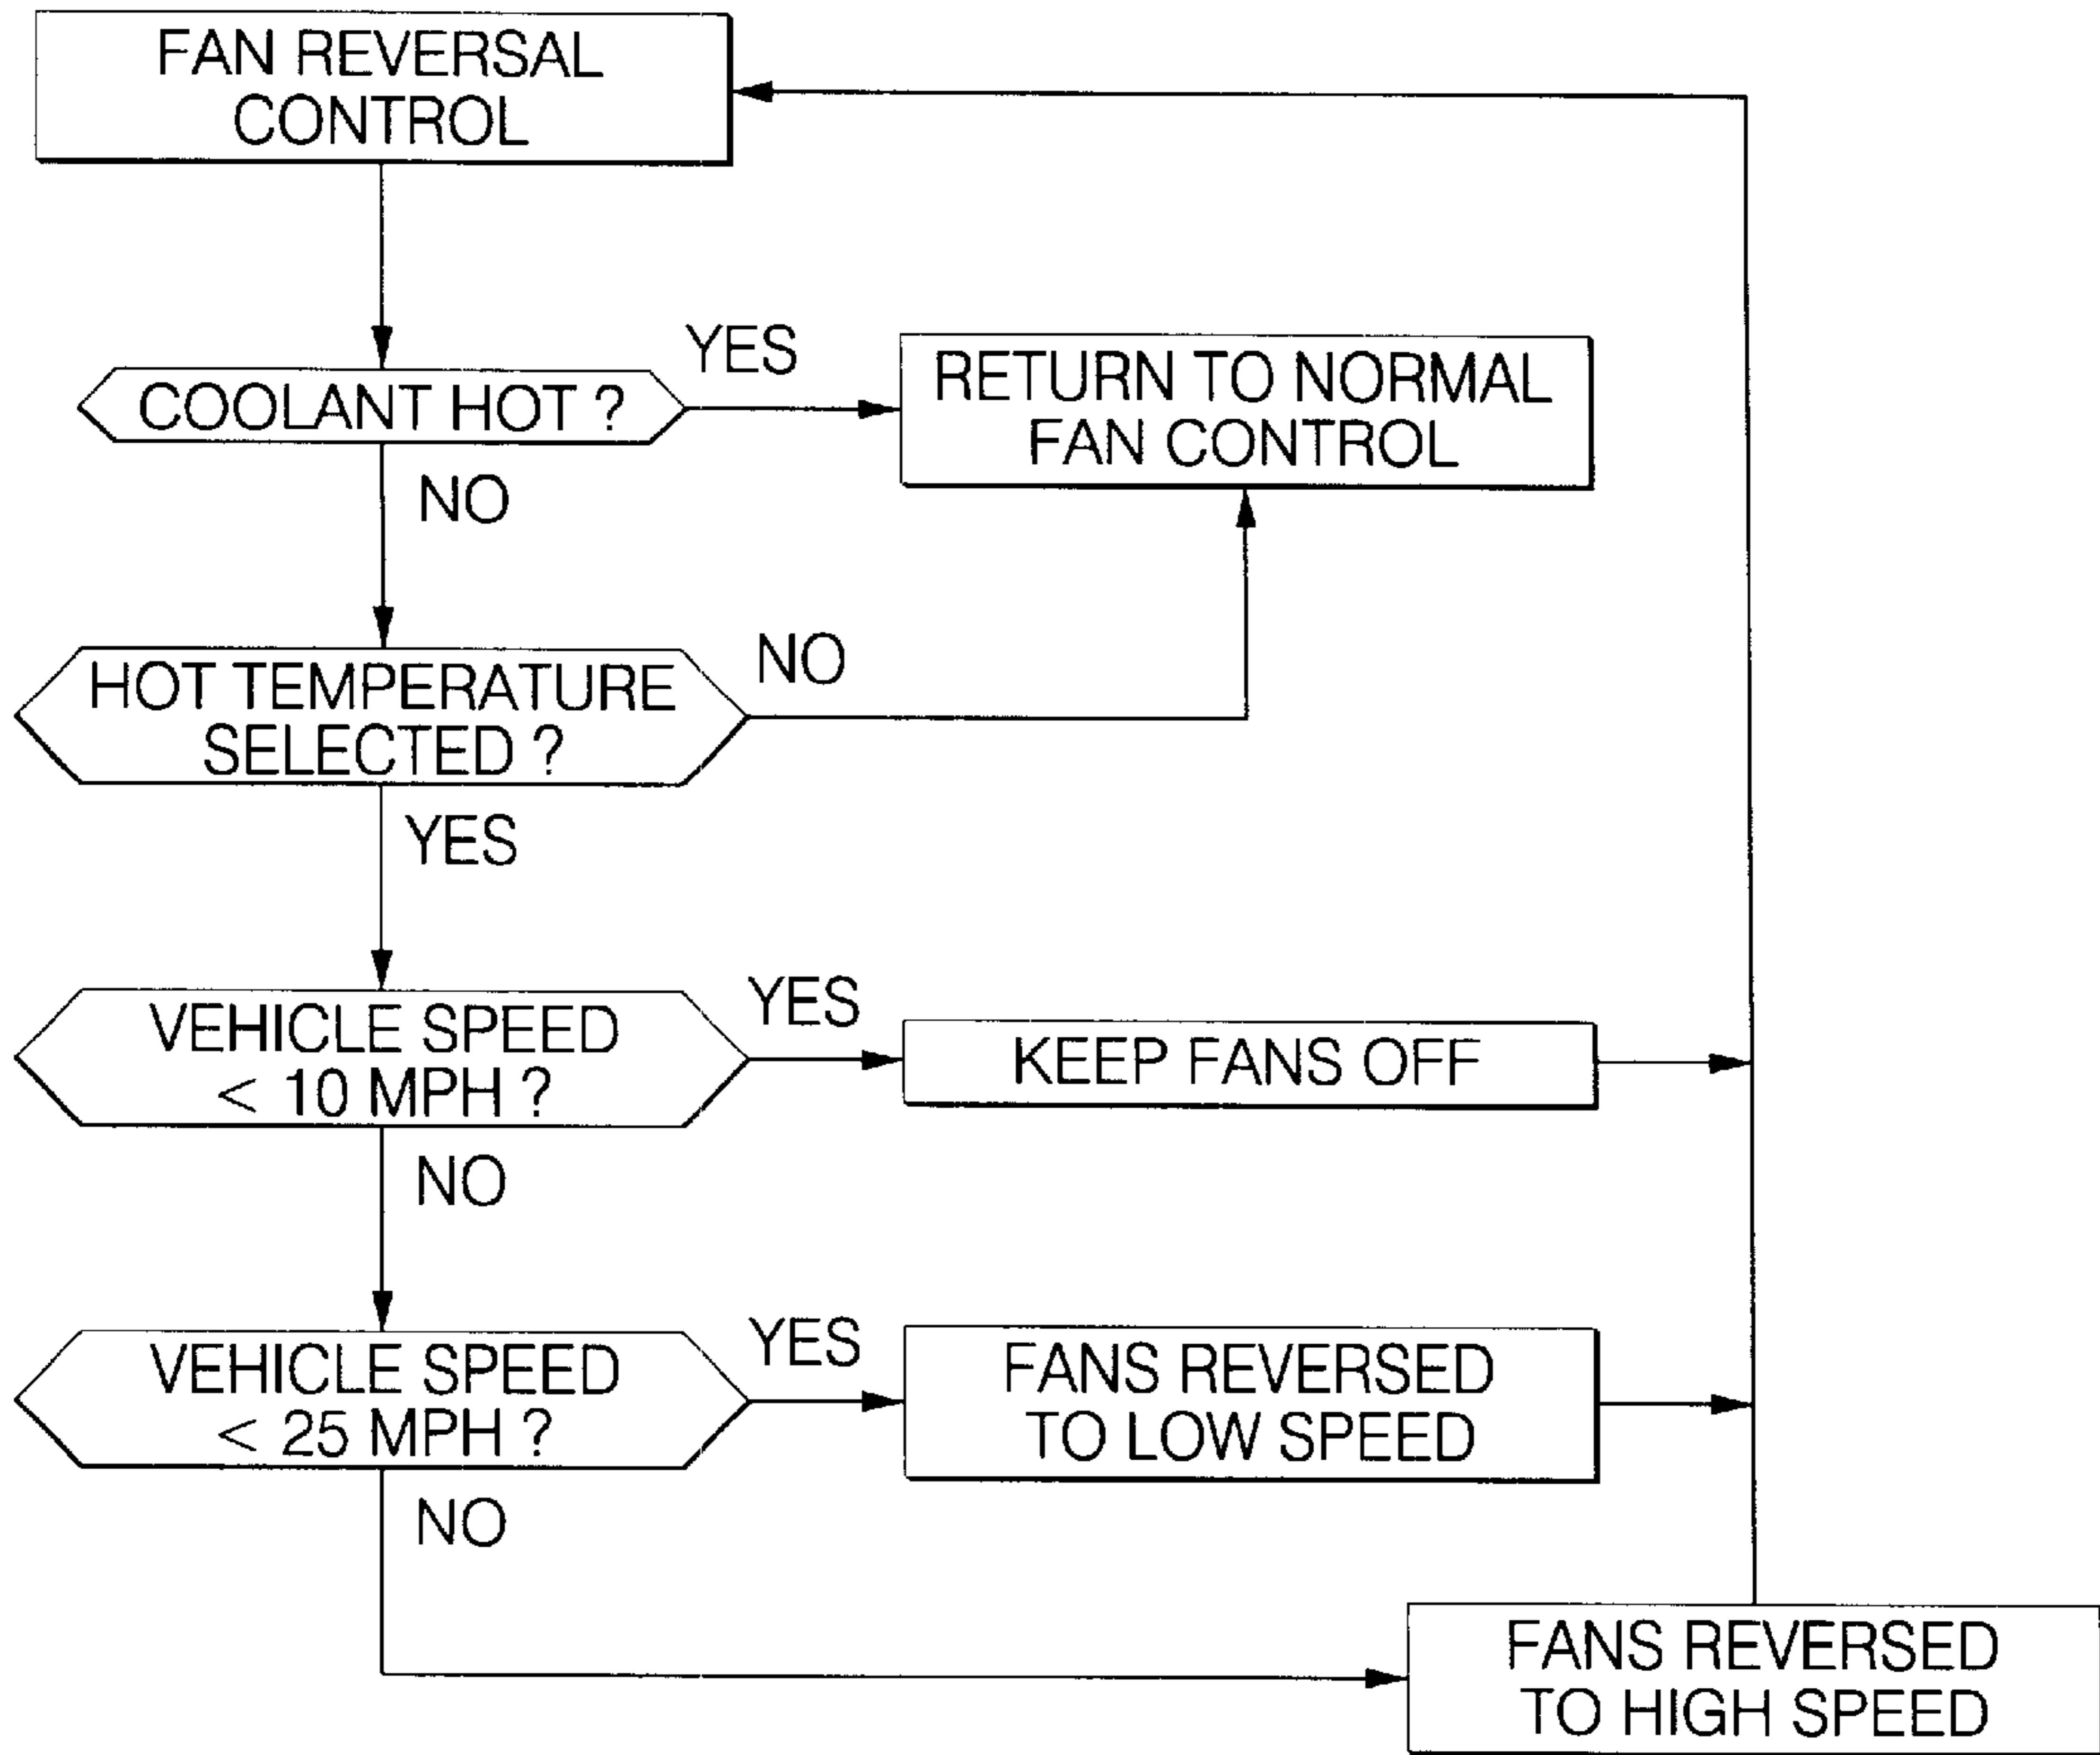 FAN REVERSAL
CONTROL
COOLANT HOT ?
YES
RETURN TO NORMAL
FAN CONTROL
NO
HOT TEMPERATURE
SELECTED ?
NO
YES
VEHICLE SPEED
< 10 MPH ?
YES
KEEP FANS OFF
NO
VEHICLE SPEED
< 25 MPH ?
YES
FANS REVERSED
TO LOW SPEED
NO
FANS REVERSED
TO HIGH SPEED